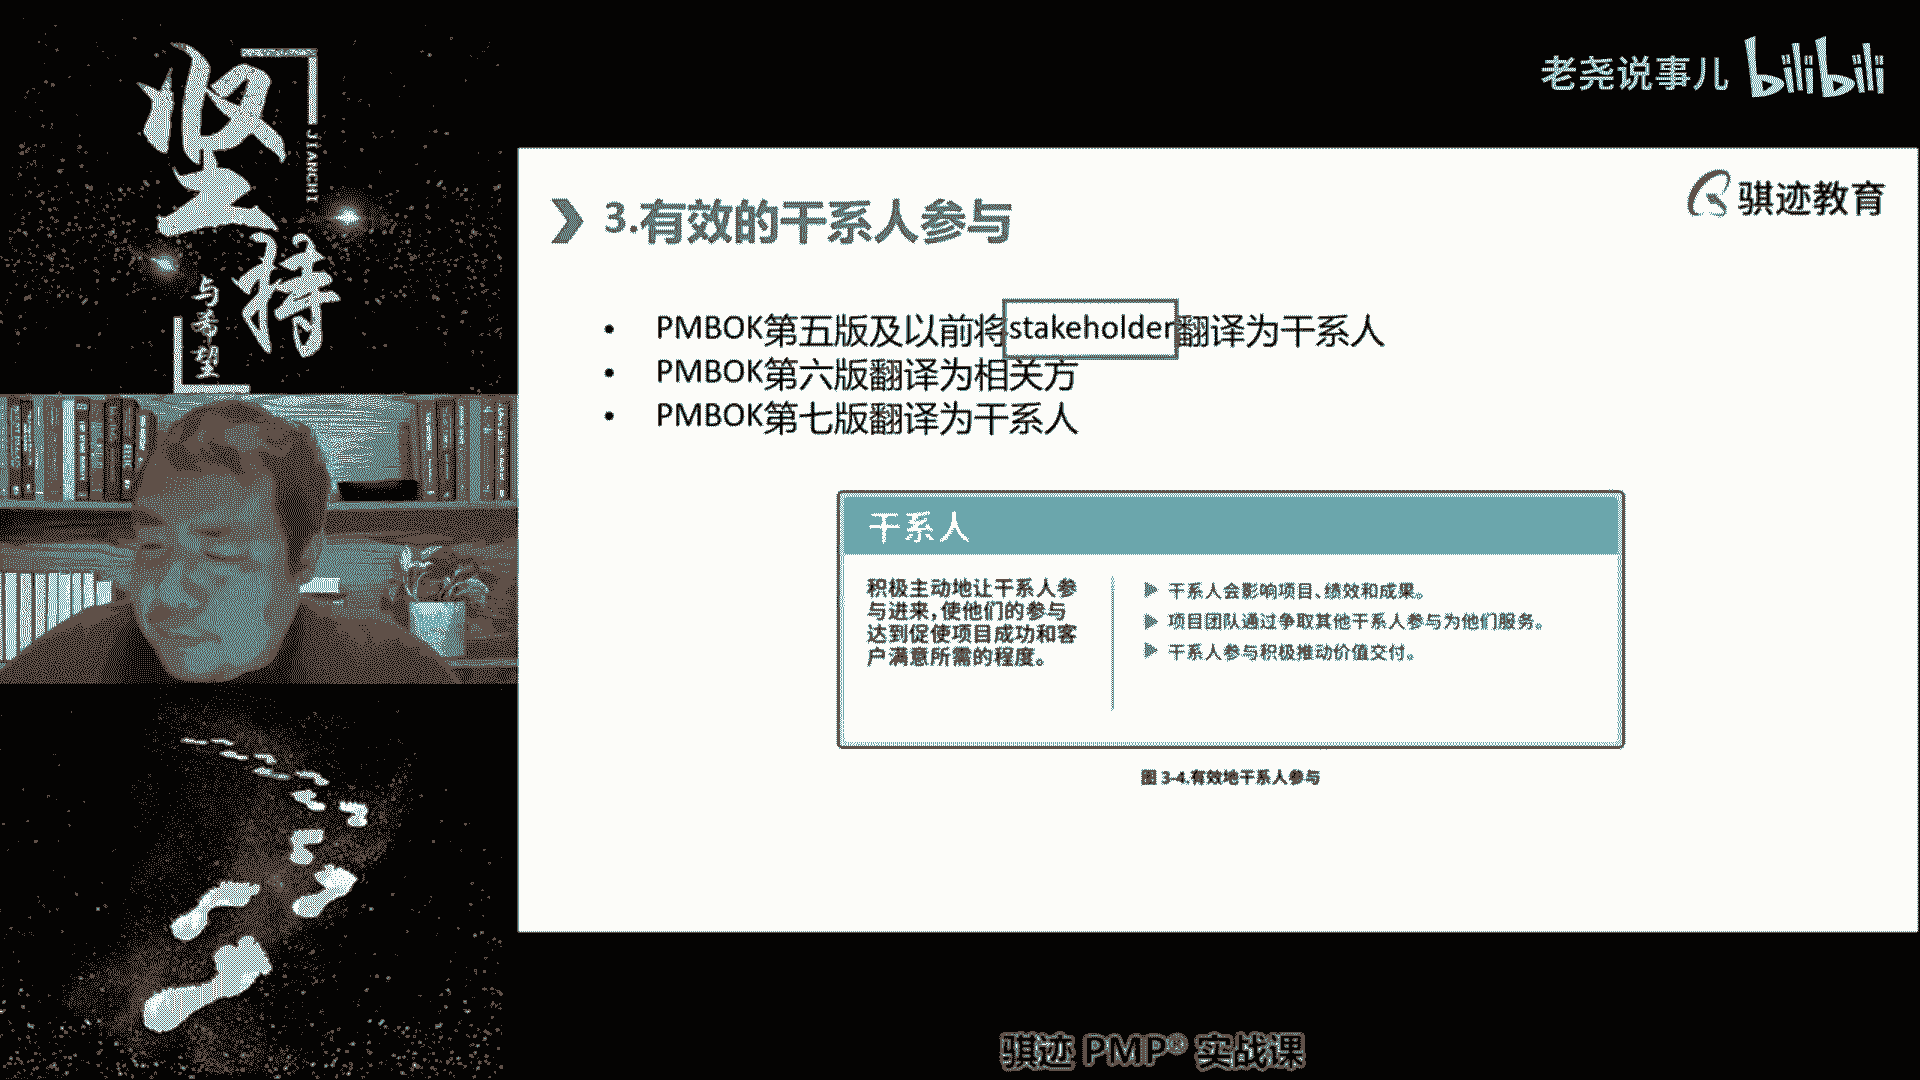 坚持
JIANCHI
与希望
老尧说事儿 bilibili
骐迹教育
3.有效的干系人参与
• PMBOK第五版及以前将stakeholder翻译为干系人
• PMBOK第六版翻译为相关方
• PMBOK第七版翻译为干系人
干系人
积极主动地让干系人参
与进来,使他们的参与
达到促使项目成功和客
户满意所需的程度。
▶ 干系人会影响项目、绩效和成果。
▶ 项目团队通过争取其他干系人参与为他们服务。
▶ 干系人参与积极推动价值交付。
图 3-4.有效地干系人参与
骐迹 PMP® 实战课